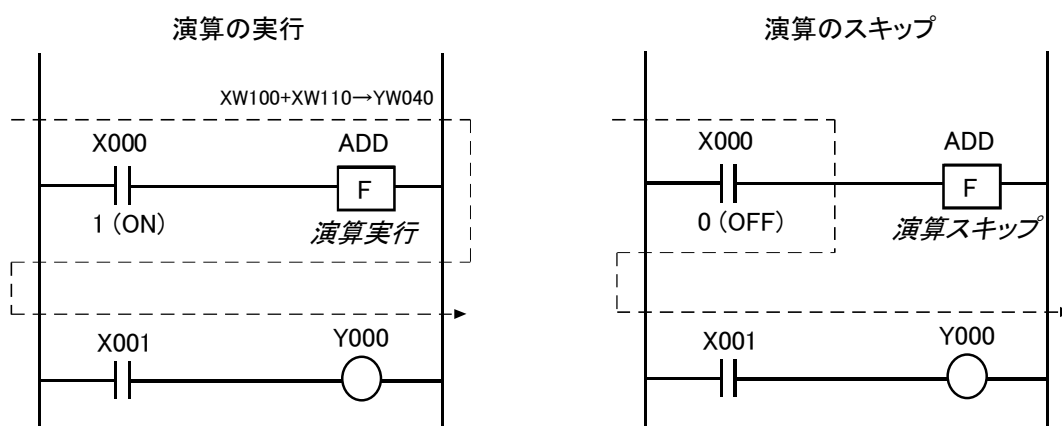 演算の実行
XW100+XW110→YW040
X000 ADD
F
1 (ON)
演算実行
X001 Y000
演算のスキップ
X000 ADD
F
0 (OFF)
演算スキップ
X001 Y000